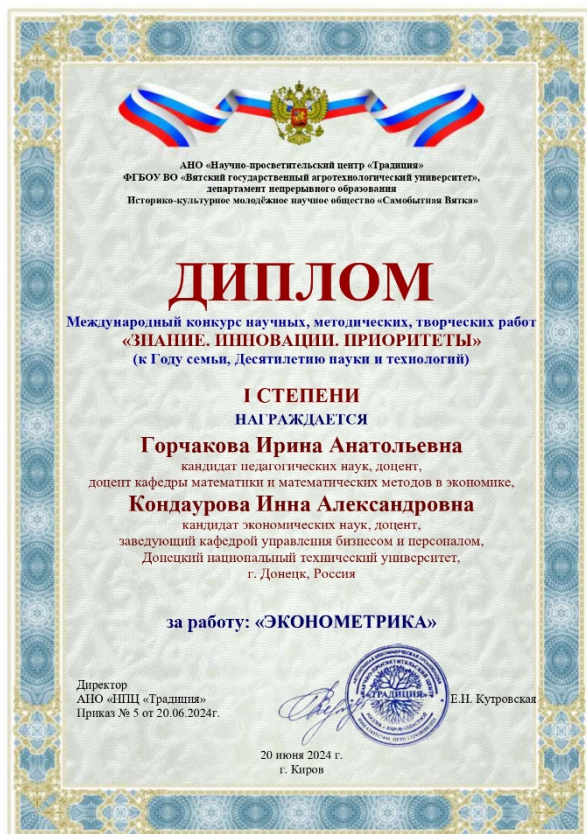 АНО «Научно-просветительский центр «Традиция»
ФГБОУ ВО «Вятский государственный агротехнологический университет»,
департамент непрерывного образования
Историко-культурное молодёжное научное общество «Самобытная Вятка»
ДИПЛОМ
Международный конкурс научных, методических, творческих работ
«ЗНАНИЕ. ИННОВАЦИИ. ПРИОРИТЕТЫ»
(к Году семьи, Десятилетию науки и технологий)
I СТЕПЕНИ
НАГРАЖДАЕТСЯ
Горчакова Ирина Анатольевна
кандидат педагогических наук, доцент,
доцент кафедры математики и математических методов в экономике,
Кондаурова Инна Александровна
кандидат экономических наук, доцент,
заведующий кафедрой управления бизнесом и персоналом,
Донецкий национальный технический университет,
г. Донецк, Россия
за работу: «ЭКОНОМЕТРИКА»
Директор
АНО «НПЦ «Традиция»
Приказ № 5 от 20.06.2024г.
«ТРАДИЦИЯ»
Е.Н. Кутровская
20 июня 2024 г.
г. Киров